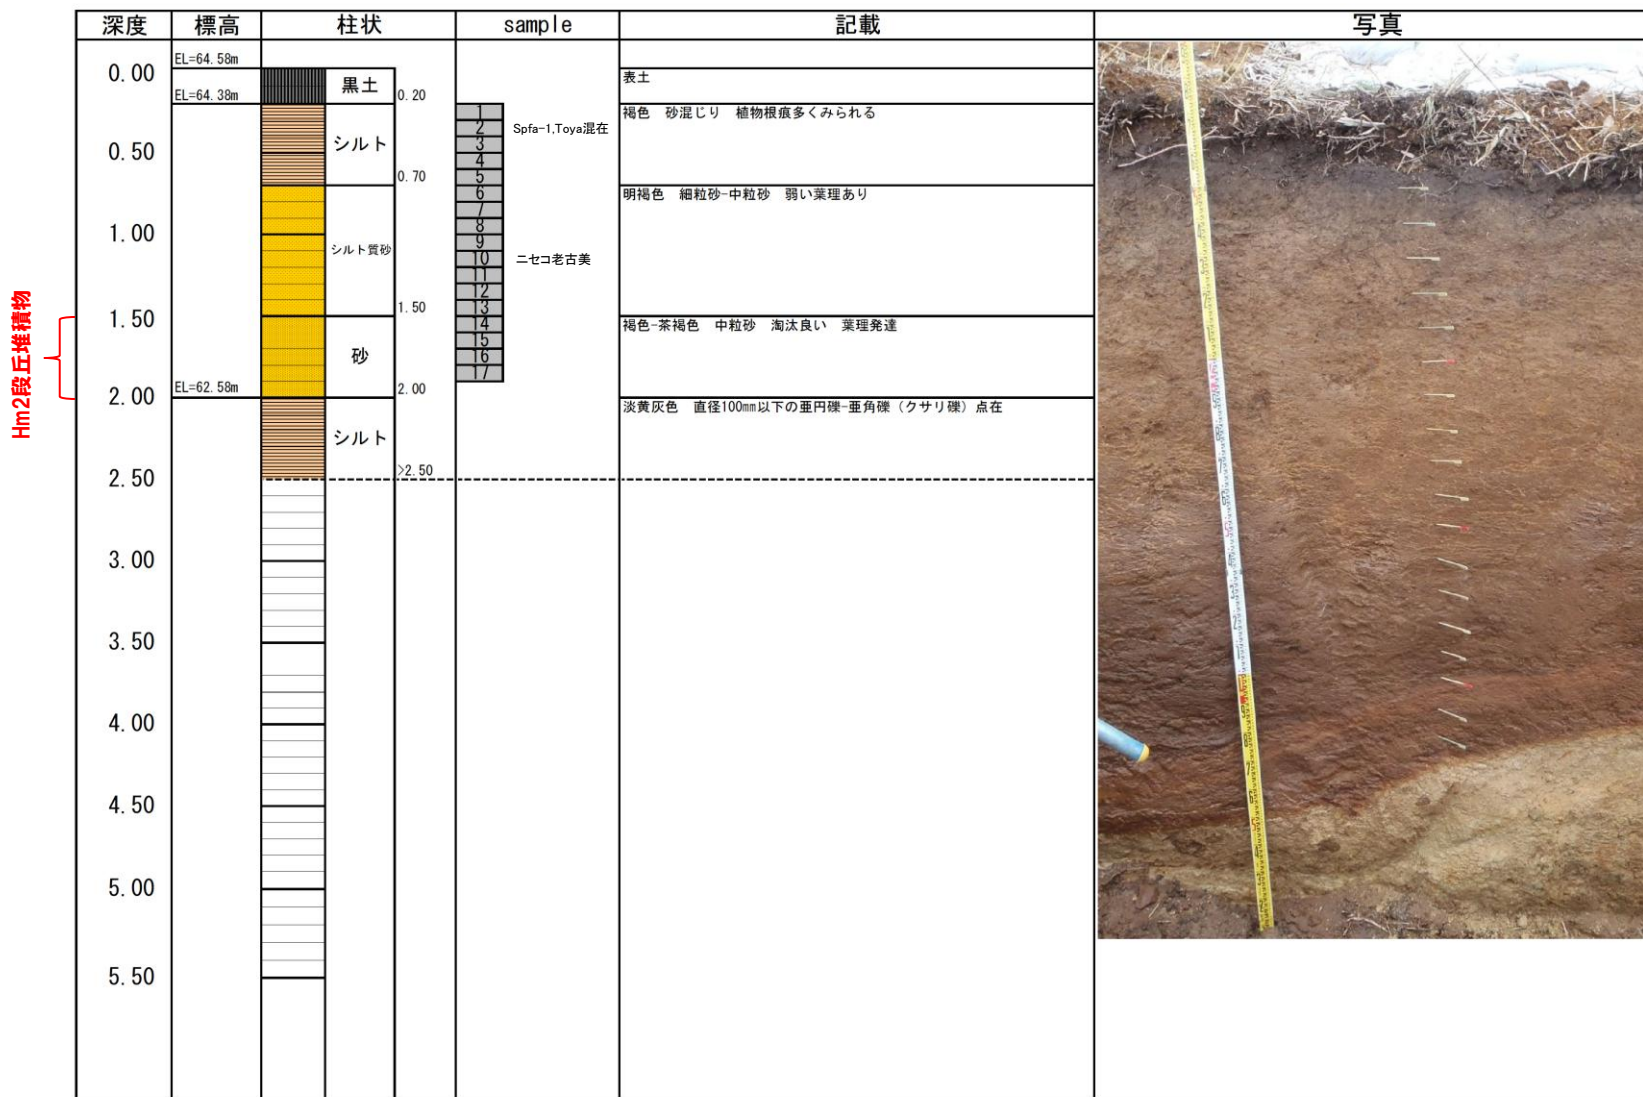 深度 標高 柱状 sample 記載 写真
EL=64.58m
0.00 黒土 表土
EL=64.38m 0.20
1 褐色 砂混じり 植物根痕多くみられる
2 Spfa-1,Toya混在
シルト 3
0.50 4
0.70 5
6 明褐色 細粒砂-中粒砂 弱い葉理あり
7
8
1.00 9
シルト質砂 10 ニセコ老古美
11
12
1.50 13
1.50 14 褐色-茶褐色 中粒砂 淘汰良い 葉理発達
15
砂 16
17
Hm2段丘堆積物
EL=62.58m 2.00
2.00 淡黄灰色 直径100mm以下の亜円礫-亜角礫(クサリ礫)点在
シルト
>2.50
2.50
3.00
3.50
4.00
4.50
5.00
5.50